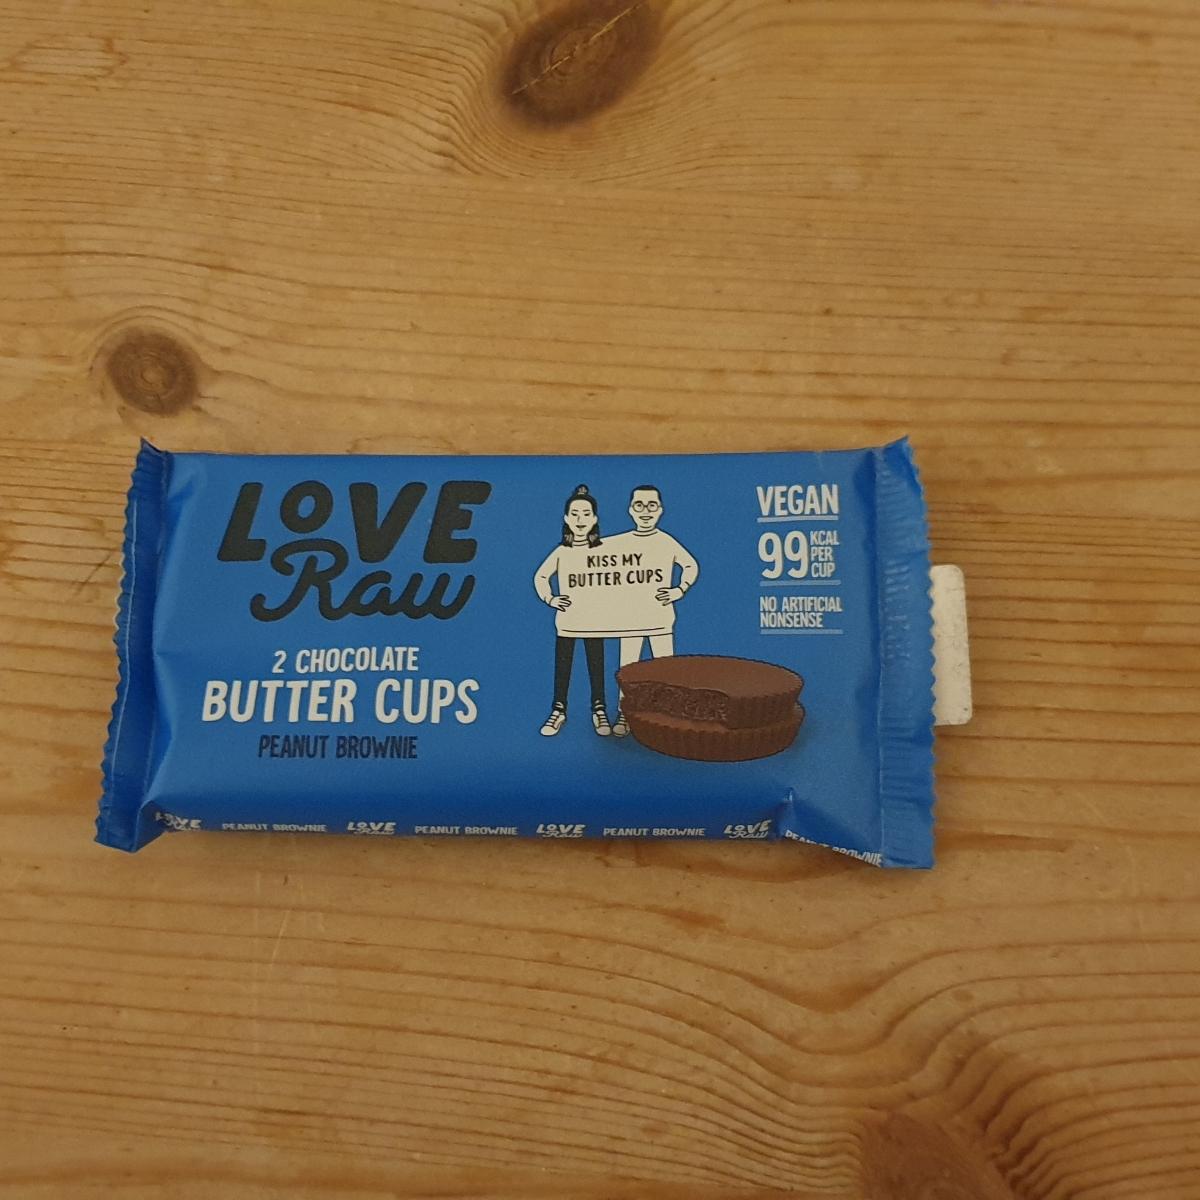 LOVE
Raw
2 CHOCOLATE
BUTTER CUPS
PEANUT BROWNIE
KISS MY
BUTTER CUPS
VEGAN
99 KCAL
PER
CUP
NO ARTIFICIAL
NONSENSE
LOVE Raw PEANUT BROWNIE LOVE Raw PEANUT BROWNIE LOVE Raw PEANUT BROWNIE LOVE Raw PEANUT BROWNIE